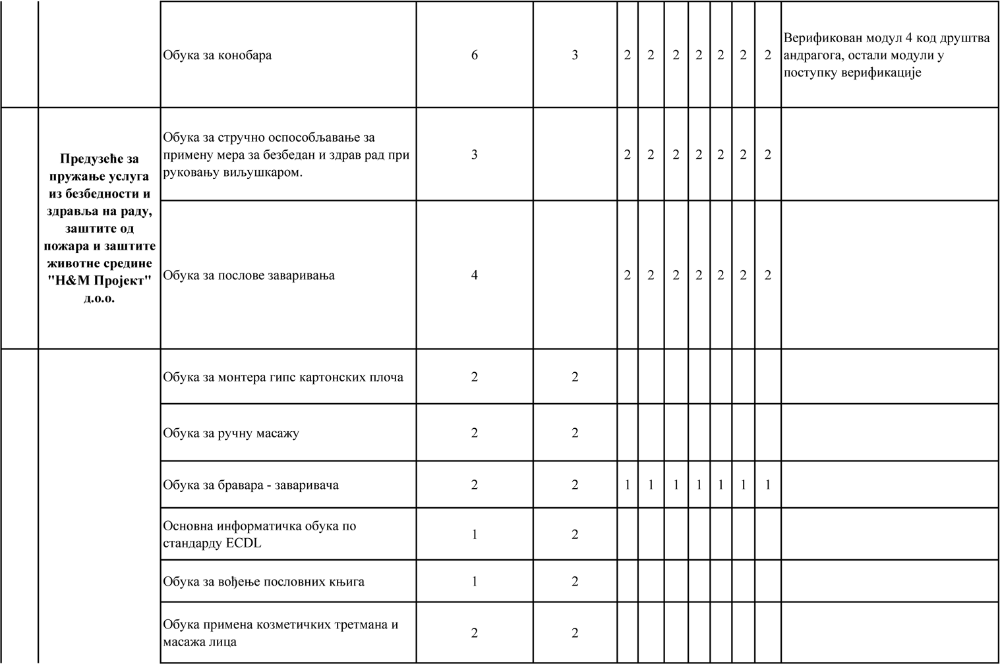 Обука за конобара 6 3 2 2 2 2 2 2 2
Верификован модул 4 код друштва
андрагога, остали модули у
поступку верификације
Предузеће за
пружање услуга
из безбедности и
здравља на раду,
заштите од
пожара и заштите
животне средине
"Н&М Пројект"
д.о.о.
Обука за стручно оспособљавање за
примену мера за безбедан и здрав рад при
руковању виљушкаром.
3 2 2 2 2 2 2 2
Обука за послове заваривања 4 2 2 2 2 2 2 2
Обука за монтера гипс картонских плоча 2 2
Обука за ручну масажу 2 2
Обука за бравара - заваривача 2 2 1 1 1 1 1 1 1
Основна информатичка обука по
стандарду ECDL
1 2
Обука за вођење пословних књига 1 2
Обука примена козметичких третмана и
масажа лица
2 2